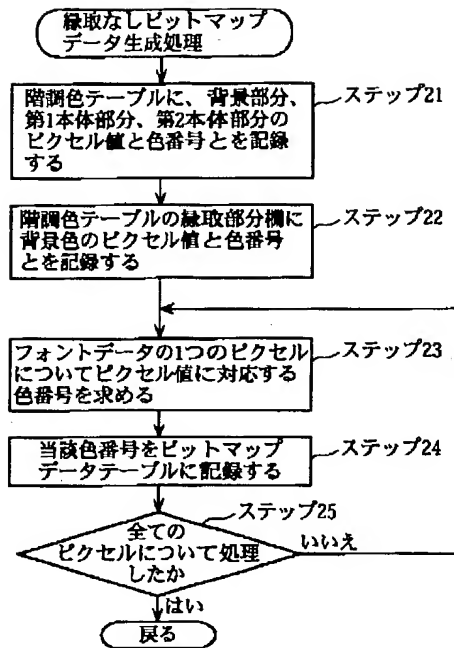 縁取なしビットマップ
データ生成処理
階調色テーブルに、背景部分、
第1本体部分、第2本体部分の
ピクセル値と色番号とを記録
する
ステップ21
階調色テーブルの縁取部分欄に
背景色のピクセル値と色番号
とを記録する
ステップ22
フォントデータの1つのピクセル
についてピクセル値に対応する
色番号を求める
ステップ23
当該色番号をビットマップ
データテーブルに記録する
ステップ24
ステップ25
全ての
ピクセルについて処理
したか
いいえ
はい
戻る